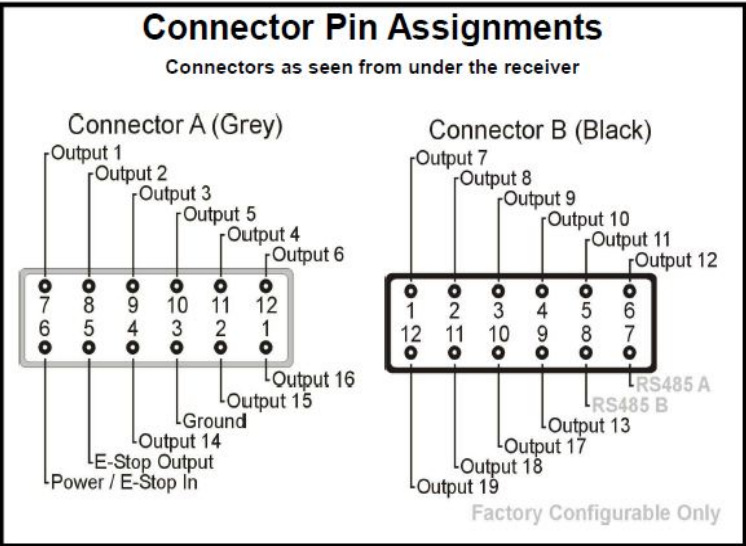 Connector Pin Assignments
Connectors as seen from under the receiver
Connector A (Grey)
Output 1
Output 2
Output 3
Output 5
Output 4
Output 6
7 8 9 10 11 12
6 5 4 3 2 1
Output 16
Output 15
Ground
Output 14
E-Stop Output
Power / E-Stop In
Connector B (Black)
Output 7
Output 8
Output 9
Output 10
Output 11
Output 12
1 2 3 4 5 6
12 11 10 9 8 7
RS485 A
RS485 B
Output 13
Output 17
Output 18
Output 19
Factory Configurable Only